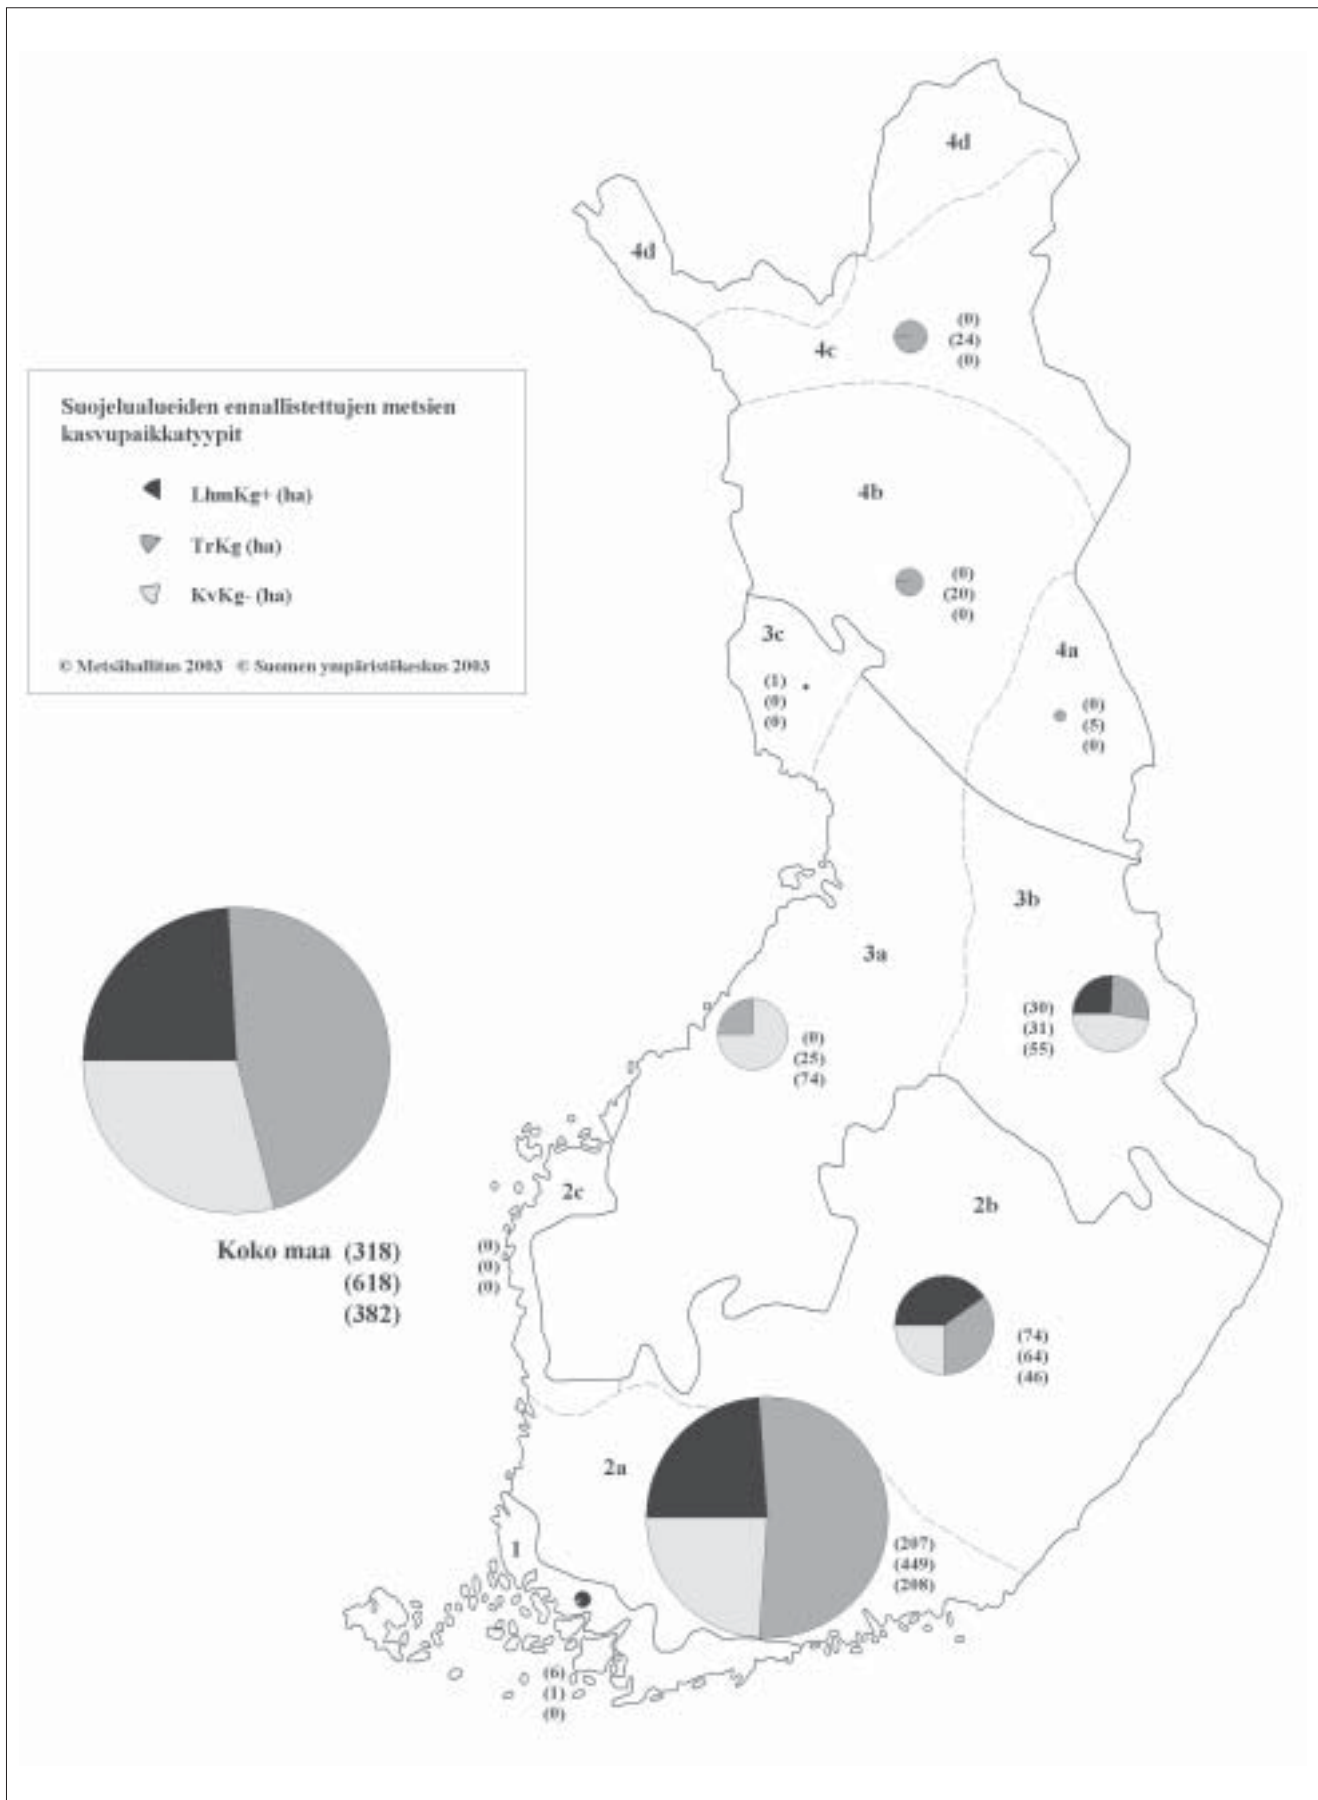 4d
4d
(0)
4c (24)
(0)
Suojelualueiden ennallistettujen metsien
kasvupaikkatyypit
LhmKg+ (ha)
TrKg (ha)
KvKg- (ha)
© Metsähallitus 2003 © Suomen ympäristökeskus 2003
4b
(0)
(20)
(0)
3c
(1)
(0)
(0)
4a
(0)
(5)
(0)
3b
3a
(30)
(31)
(55)
(0)
(25)
(74)
2c
2b
Koko maa (318)
(618)
(382)
(0)
(0)
(0)
(74)
(64)
(46)
2a
(207)
(449)
(208)
1
(6)
(1)
(0)